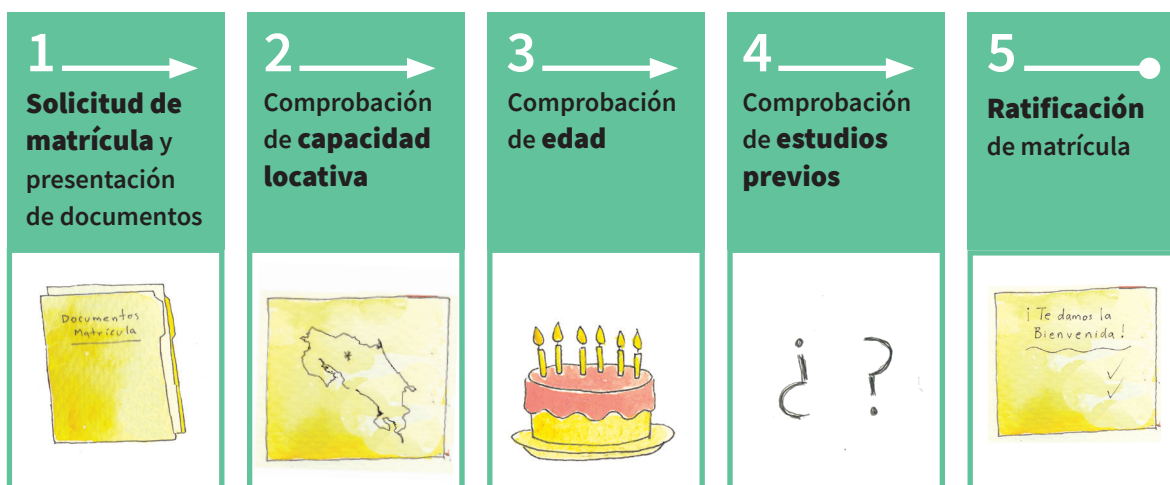 1
Solicitud de
matrícula y
presentación
de documentos
Documentos
Matrícula
2
Comprobación
de capacidad
locativa
*
3
Comprobación
de edad
4
Comprobación
de estudios
previos
¿ ?
5
Ratificación
de matrícula
¡Te damos la
Bienvenida!